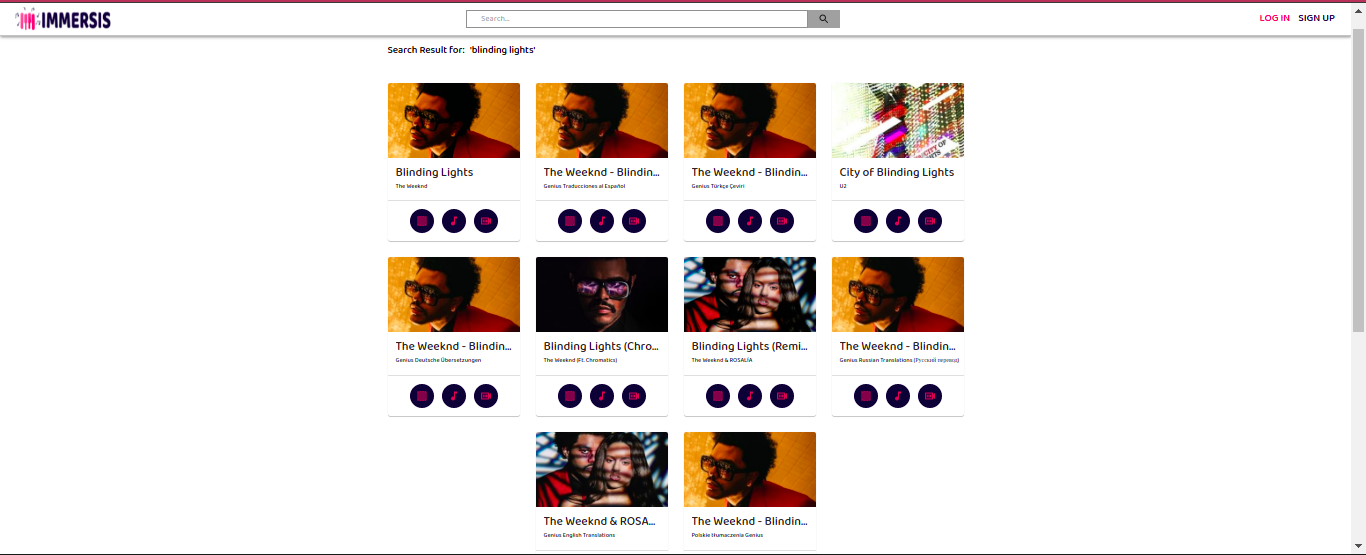 IMMERSIS
Search...
LOG IN SIGN UP
Search Result for: 'blinding lights'
Blinding Lights
The Weeknd
The Weeknd - Blindin...
Genius Traducciones al Español
The Weeknd - Blindin...
Genius Türkçe Çeviri
CITY OF
City of Blinding Lights
U2
The Weeknd - Blindin...
Genius Deutsche Übersetzungen
Blinding Lights (Chro...
The Weeknd (Ft. Chromatics)
Blinding Lights (Remi...
The Weeknd & ROSALÍA
The Weeknd - Blindin...
Genius Russian Translations (Русский перевод)
The Weeknd & ROSA...
Genius English Translations
The Weeknd - Blindin...
Polskie tłumaczenia Genius